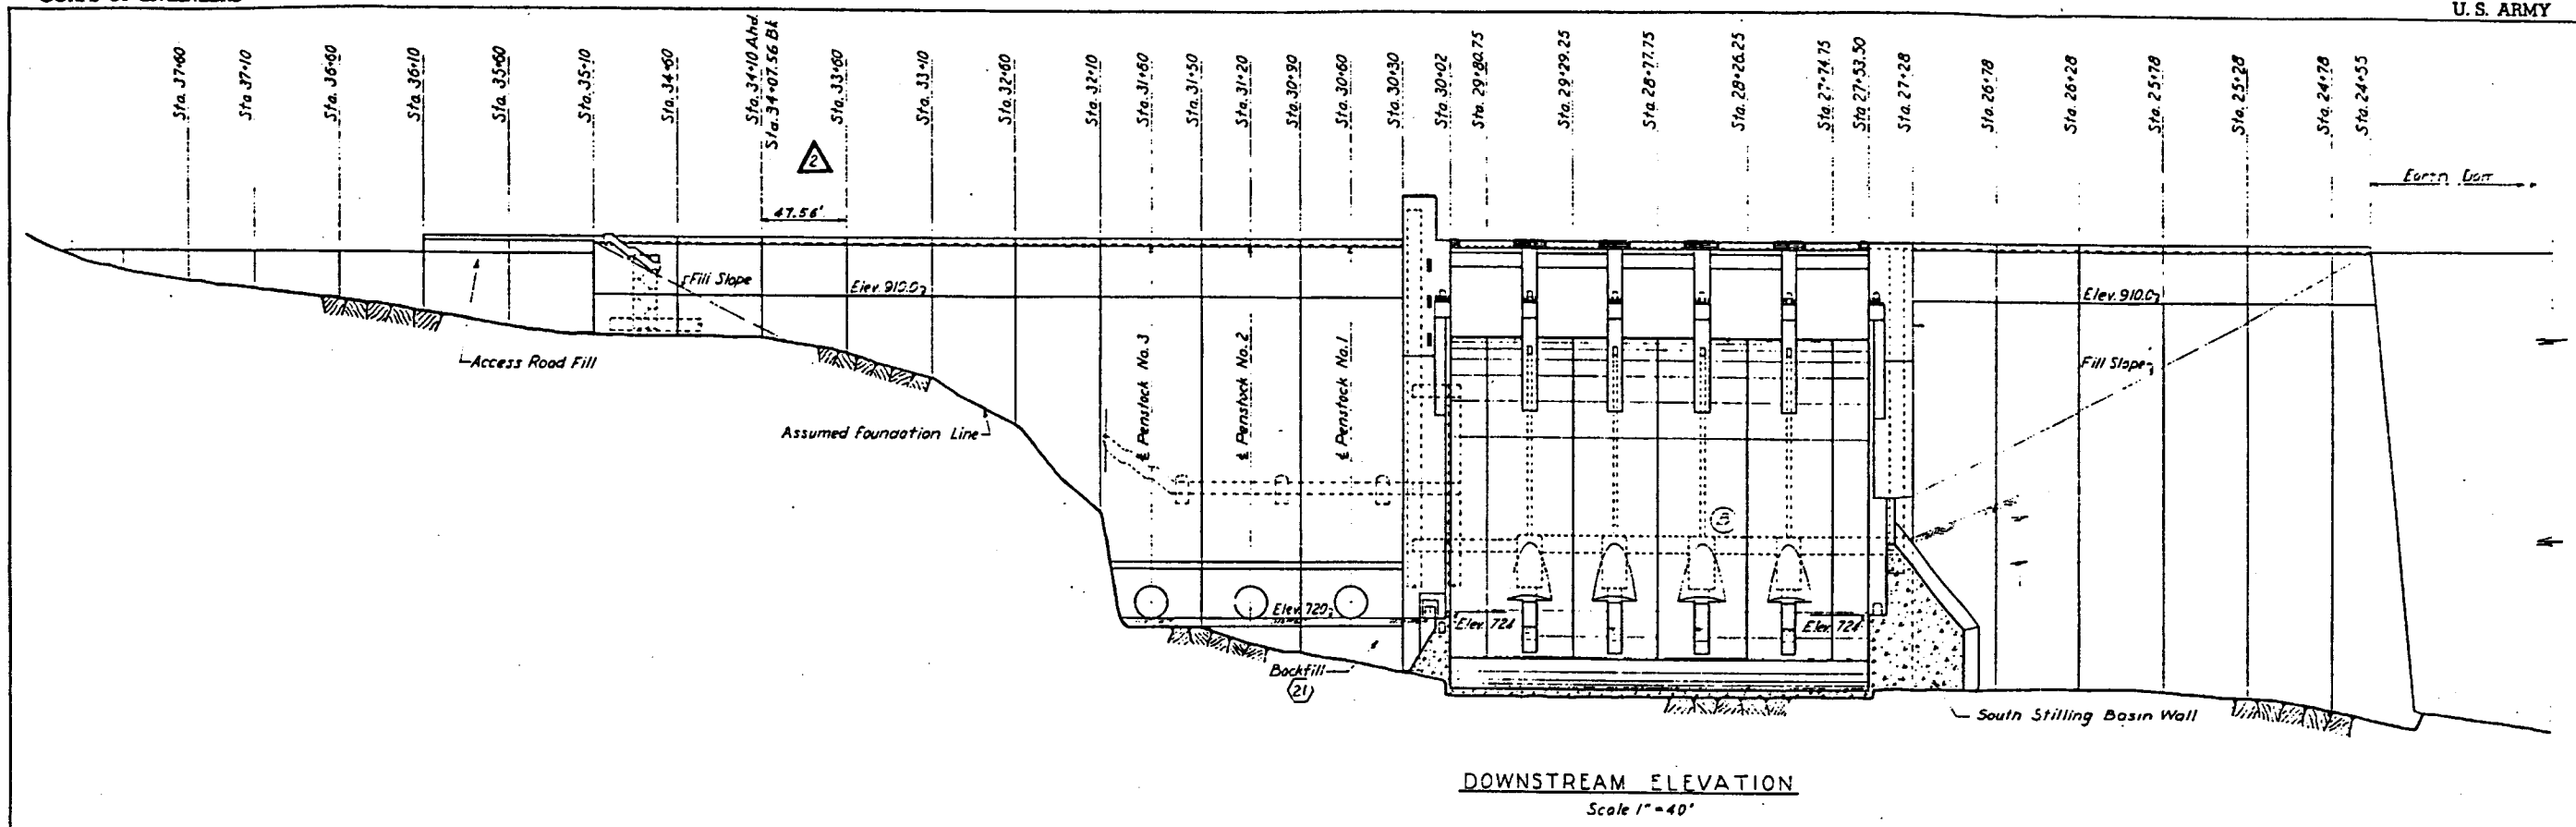 CORPS OF ENGINEERS
U. S. ARMY
Sta. 37+60
Sta. 37+10
Sta. 36+60
Sta. 36+10
Sta. 35+60
Sta. 35+10
Sta. 34+60
Sta. 34+10 Ahd.
Sta. 34+07.56 Bk
Sta. 33+60
Sta. 33+10
Sta. 32+60
Sta. 32+10
Sta. 31+60
Sta. 31+50
Sta. 31+20
Sta. 30+90
Sta. 30+60
Sta. 30+30
Sta. 30+02
Sta. 29+80.75
Sta. 29+29.25
Sta. 28+77.75
Sta. 28+26.25
Sta. 27+74.75
Sta. 27+53.50
Sta. 27+28
Sta. 26+78
Sta. 26+28
Sta. 25+78
Sta. 25+28
Sta. 24+78
Sta. 24+55
2
47.56'
Earth Dam
Fill Slope
Elev. 910.0
Elev. 910.0
Access Road Fill
Fill Slope
Assumed Foundation Line
℄ Penstock No. 3
℄ Penstock No. 2
℄ Penstock No. 1
Elev. 720
Elev. 724
Elev. 724
Backfill
21
South Stilling Basin Wall
DOWNSTREAM ELEVATION
Scale 1" = 40'